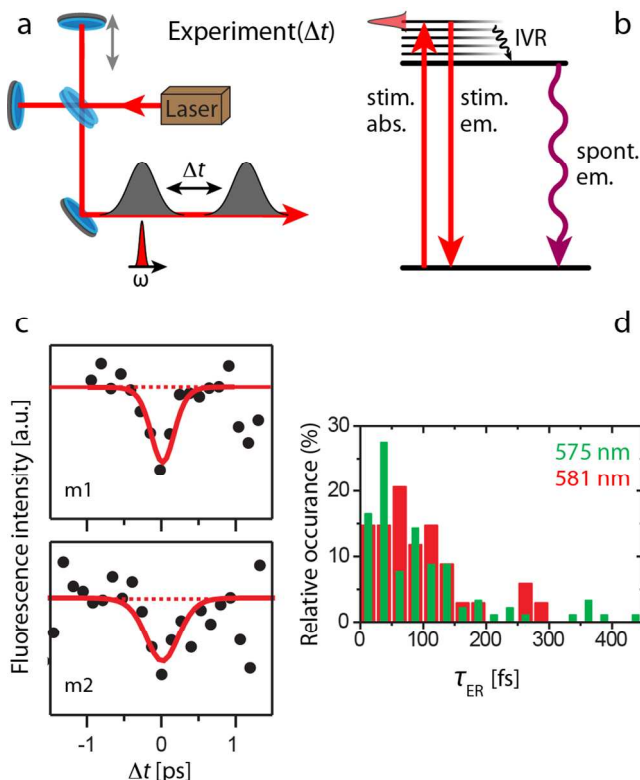 a
Experiment(Δt)
Laser
Δt
ω
b
IVR
stim.
abs.
stim.
em.
spont.
em.
c
Fluorescence intensity [a.u.]
m1
m2
-1
0
1
Δt [ps]
d
Relative occurance (%)
30
20
10
0
575 nm
581 nm
0
100
200
300
400
τER [fs]